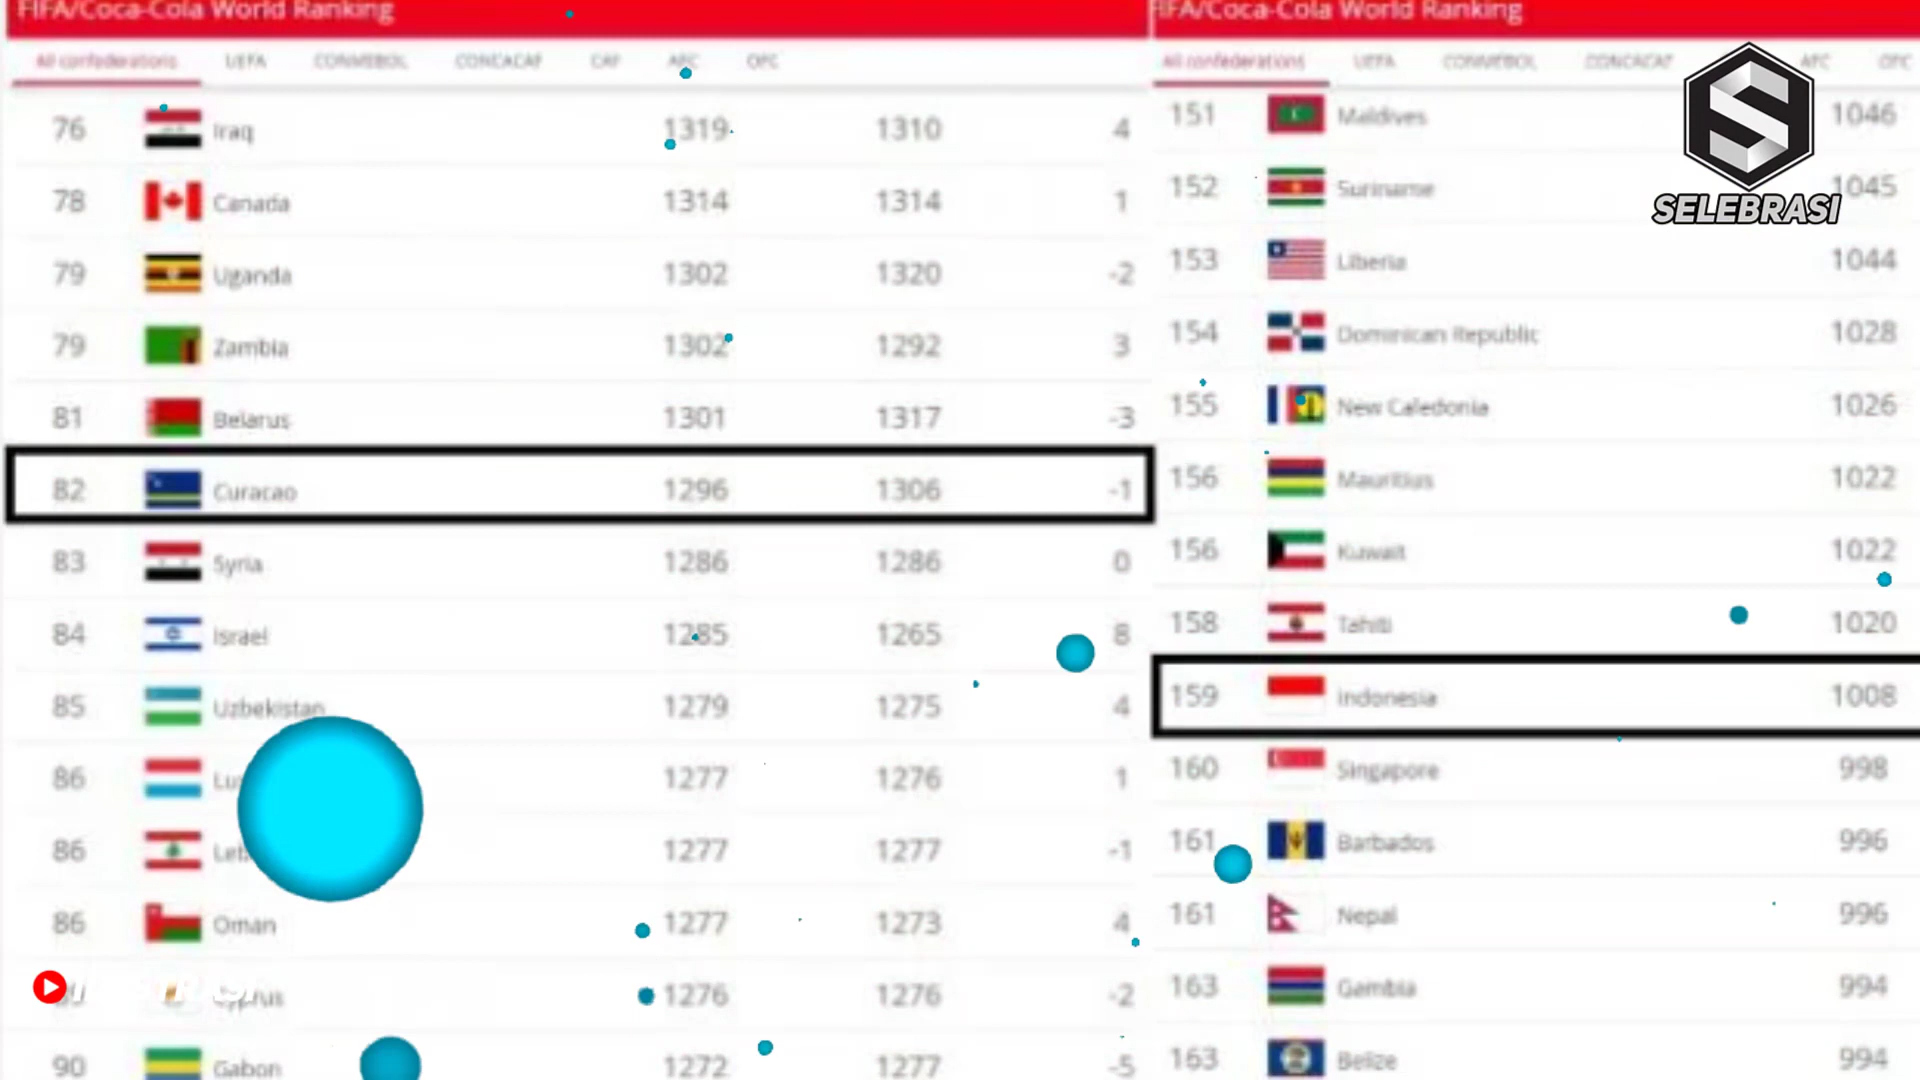 FIFA/Coca-Cola World Ranking
All confederations UEFA CONMEBOL CONCACAF CAF AFC OFC
76 Iraq 1319 1310 4
78 Canada 1314 1314 1
79 Uganda 1302 1320 -2
79 Zambia 1302 1292 3
81 Belarus 1301 1317 -3
82 Curacao 1296 1306 -1
83 Syria 1286 1286 0
84 Israel 1285 1265 8
85 Uzbekistan 1279 1275 4
86 1277 1276 1
86 1277 1277 -1
86 Oman 1277 1273 4
1276 1276 -2
90 Gabon 1272 1277 -5
FIFA/Coca-Cola World Ranking
All confederations UEFA CONMEBOL CONCACAF AFC OFC
151 Maldives 1046
152 Suriname 1045
153 Liberia 1044
154 Dominican Republic 1028
155 New Caledonia 1026
156 Mauritius 1022
156 Kuwait 1022
158 Tahiti 1020
159 Indonesia 1008
160 Singapore 998
161 Barbados 996
161 Nepal 996
163 Gambia 994
163 Belize 994
SELEBRASI